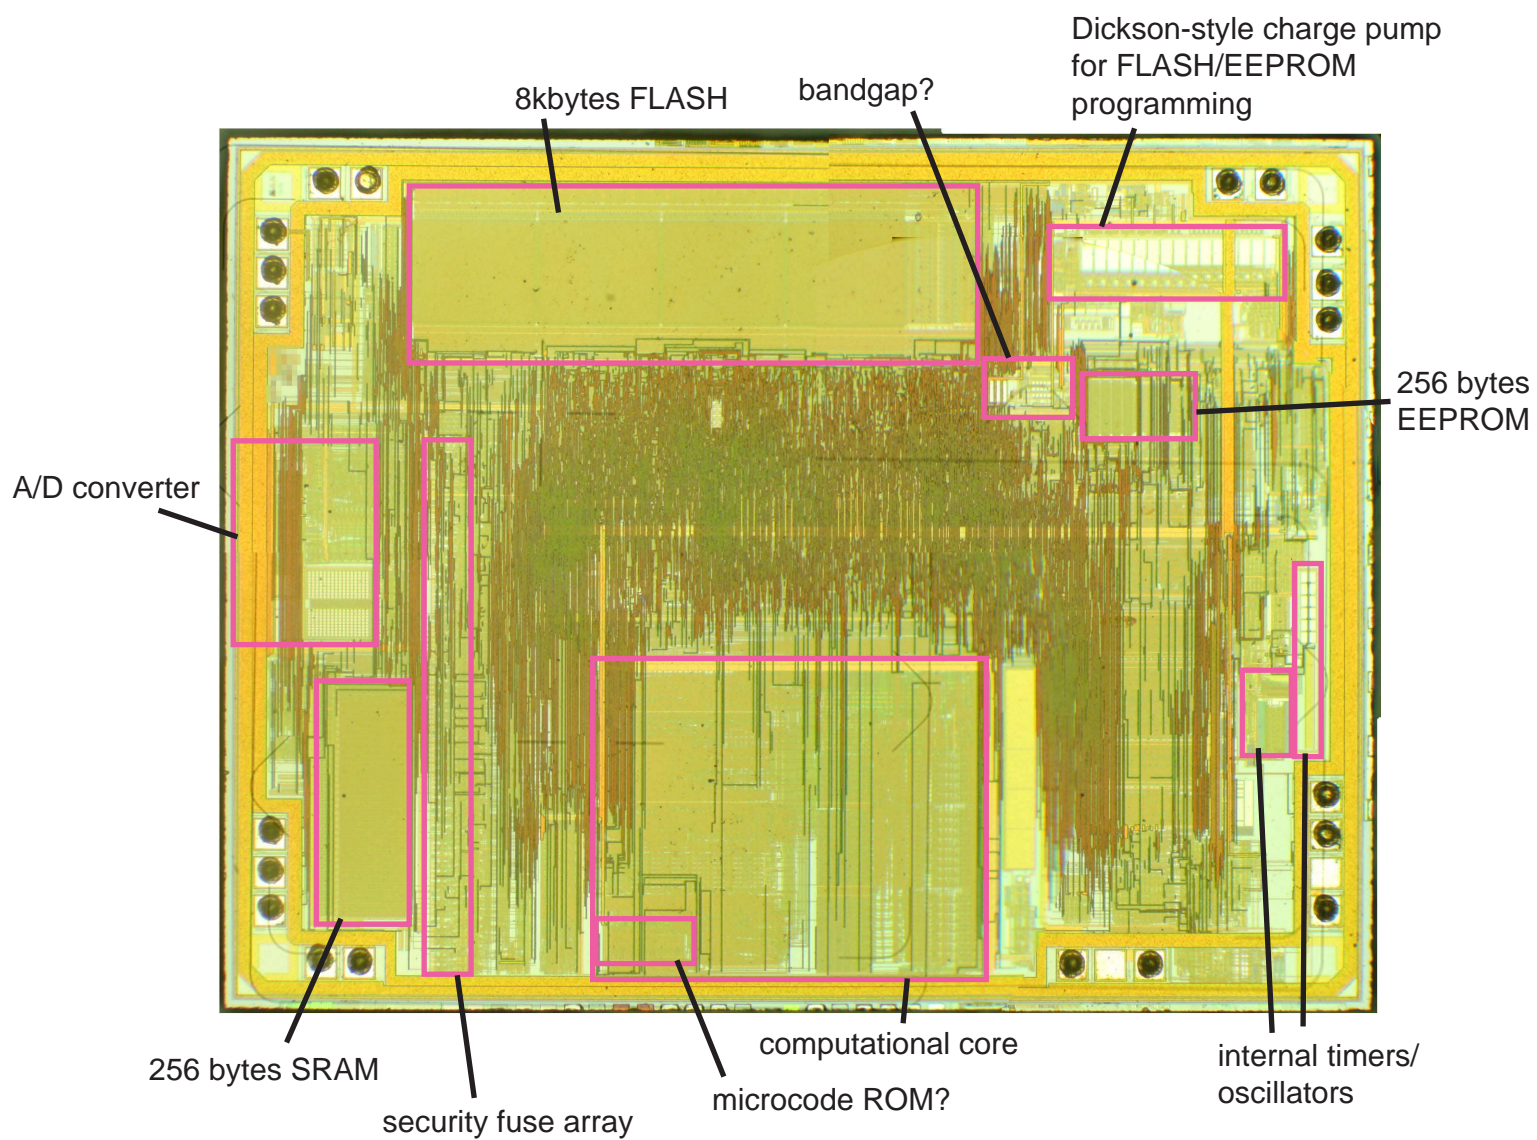 Dickson-style charge pump
for FLASH/EEPROM
programming
bandgap?
8kbytes FLASH
256 bytes
EEPROM
A/D converter
256 bytes SRAM
security fuse array
microcode ROM?
computational core
internal timers/
oscillators